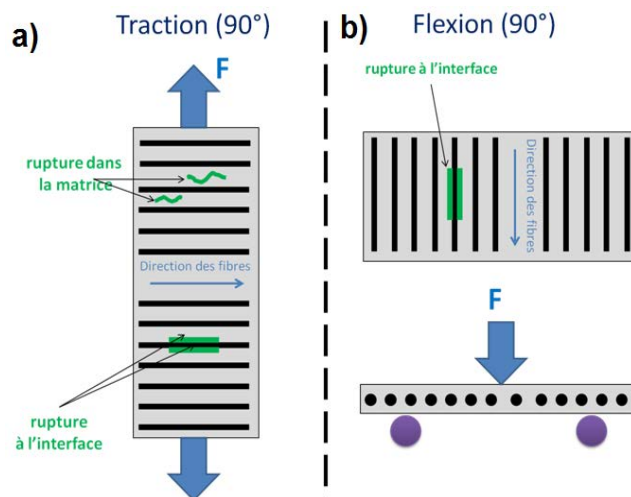 a)
Traction (90°)
F
rupture dans
la matrice
Direction des fibres
rupture
à l'interface
b)
Flexion (90°)
rupture à l'interface
Direction des fibres
F